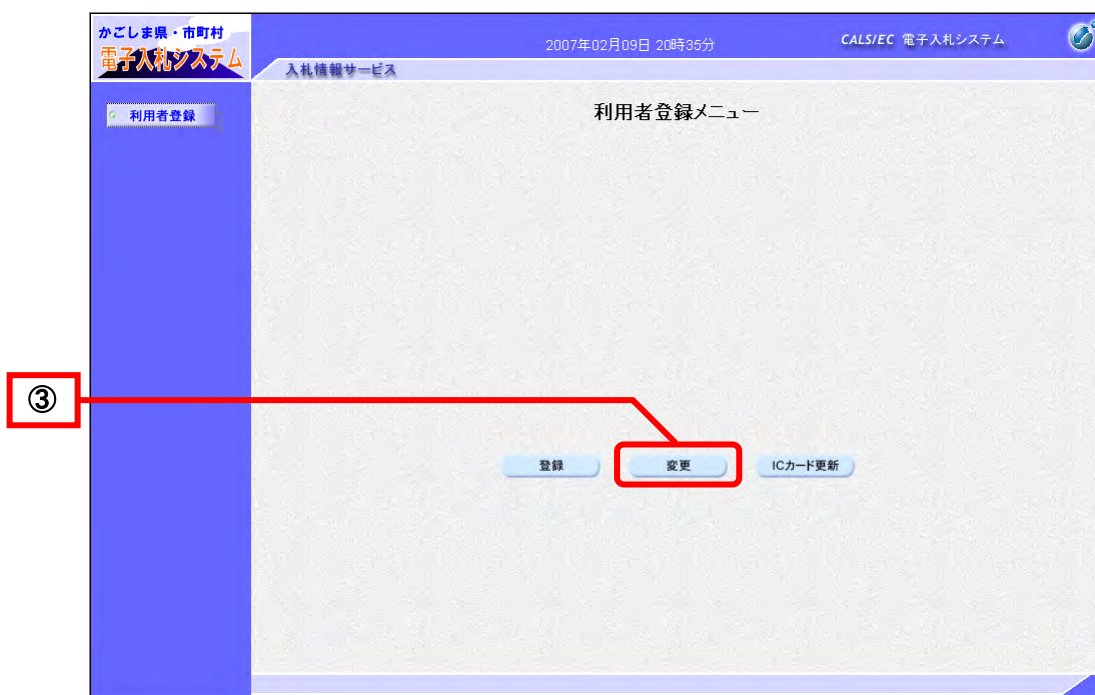 かごしま県・市町村
電子入札システム
2007年02月09日 20時35分
CALS/EC 電子入札システム
入札情報サービス
利用者登録
利用者登録メニュー
③
登録
変更
ICカード更新